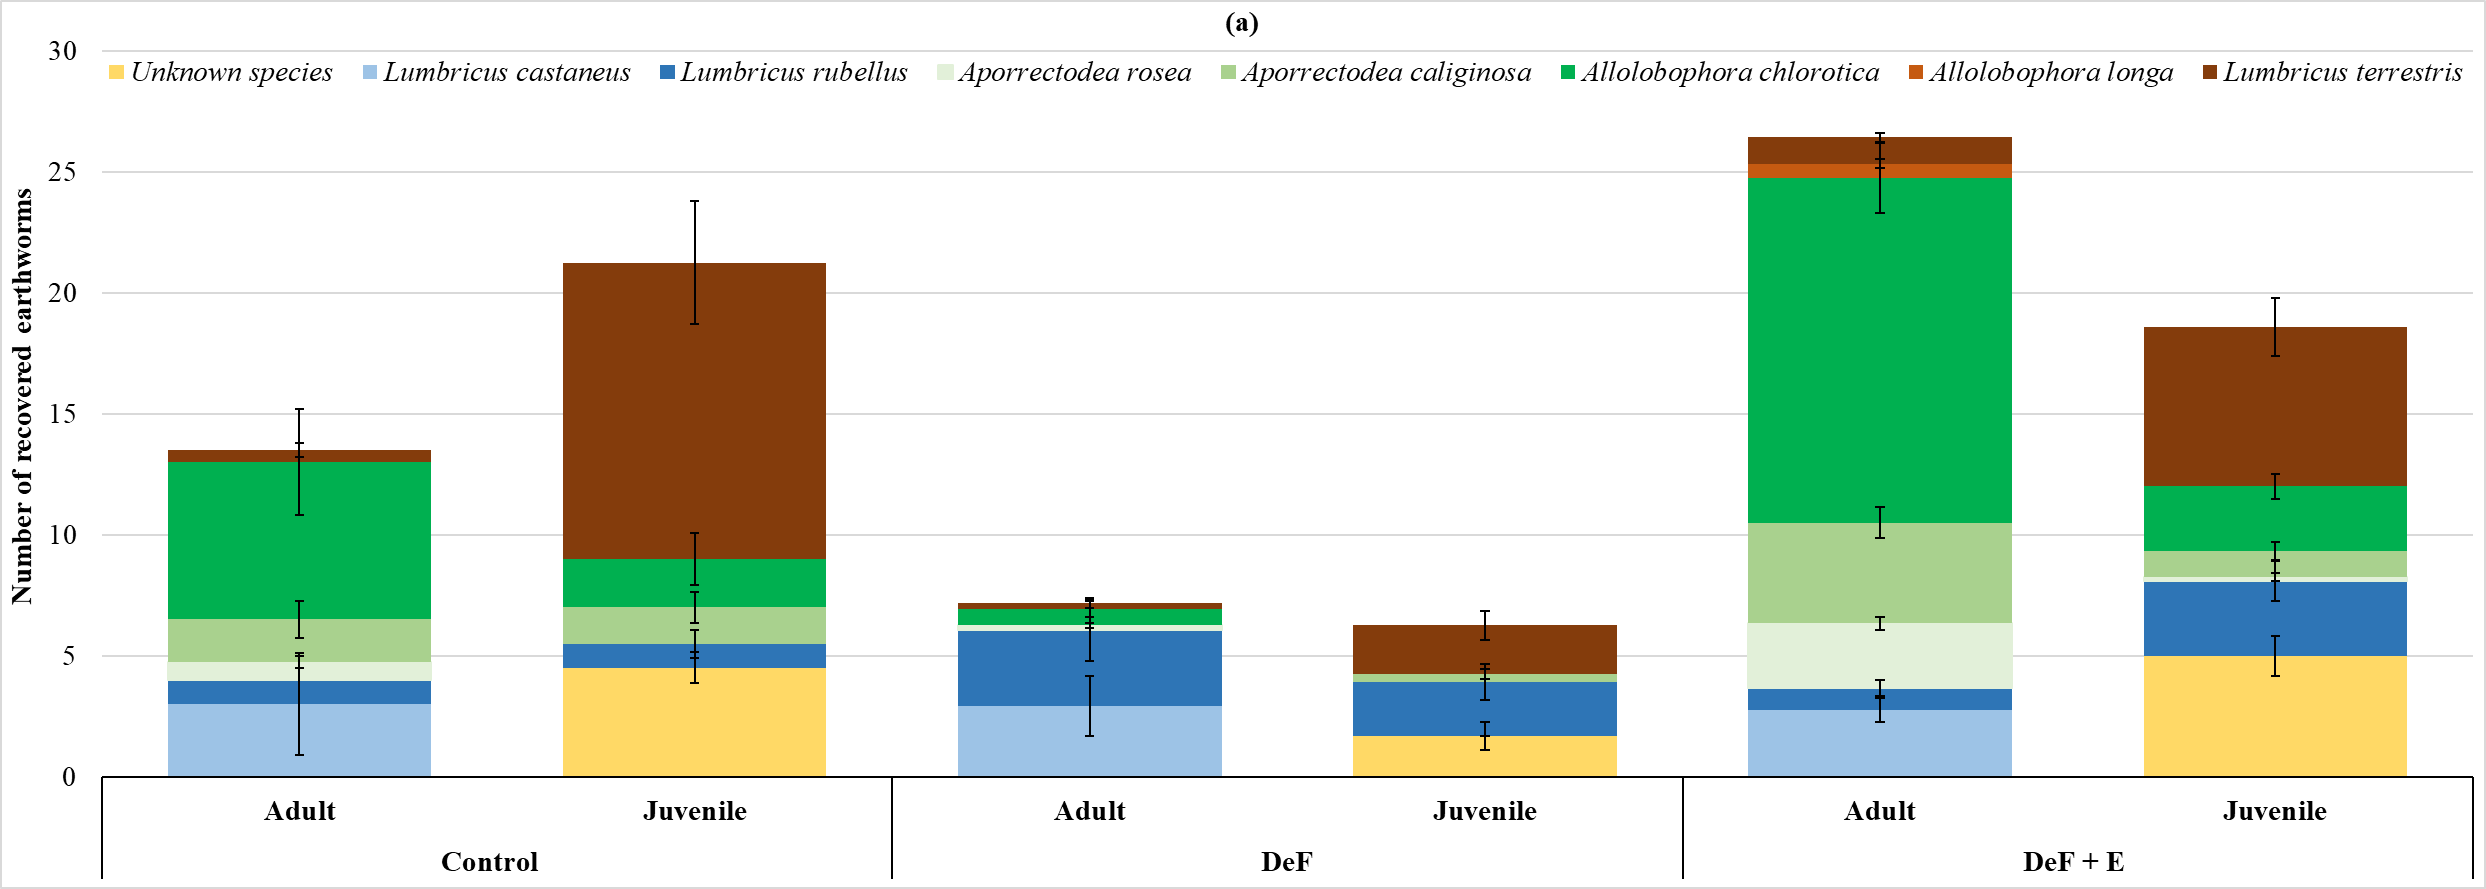 (a)
30
Unknown species Lumbricus castaneus Lumbricus rubellus Aporrectodea rosea Aporrectodea caliginosa Allolobophora chlorotica Allolobophora longa Lumbricus terrestris
25
20
15
10
5
0
Number of recovered earthworms
Adult Juvenile Adult Juvenile Adult Juvenile
Control DeF DeF + E